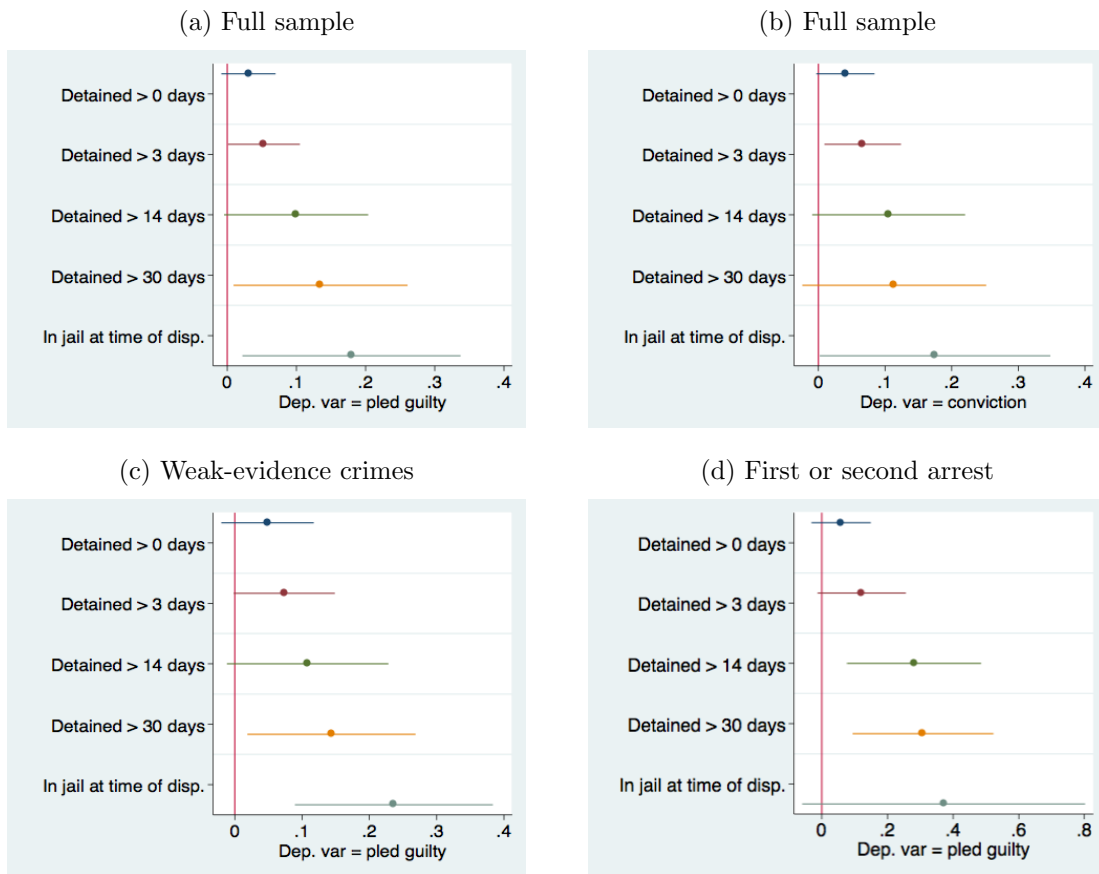 (a) Full sample
Detained > 0 days
Detained > 3 days
Detained > 14 days
Detained > 30 days
In jail at time of disp.
0 .1 .2 .3 .4
Dep. var = pled guilty
(b) Full sample
Detained > 0 days
Detained > 3 days
Detained > 14 days
Detained > 30 days
In jail at time of disp.
0 .1 .2 .3 .4
Dep. var = conviction
(c) Weak-evidence crimes
Detained > 0 days
Detained > 3 days
Detained > 14 days
Detained > 30 days
In jail at time of disp.
0 .1 .2 .3 .4
Dep. var = pled guilty
(d) First or second arrest
Detained > 0 days
Detained > 3 days
Detained > 14 days
Detained > 30 days
In jail at time of disp.
0 .2 .4 .6 .8
Dep. var = pled guilty